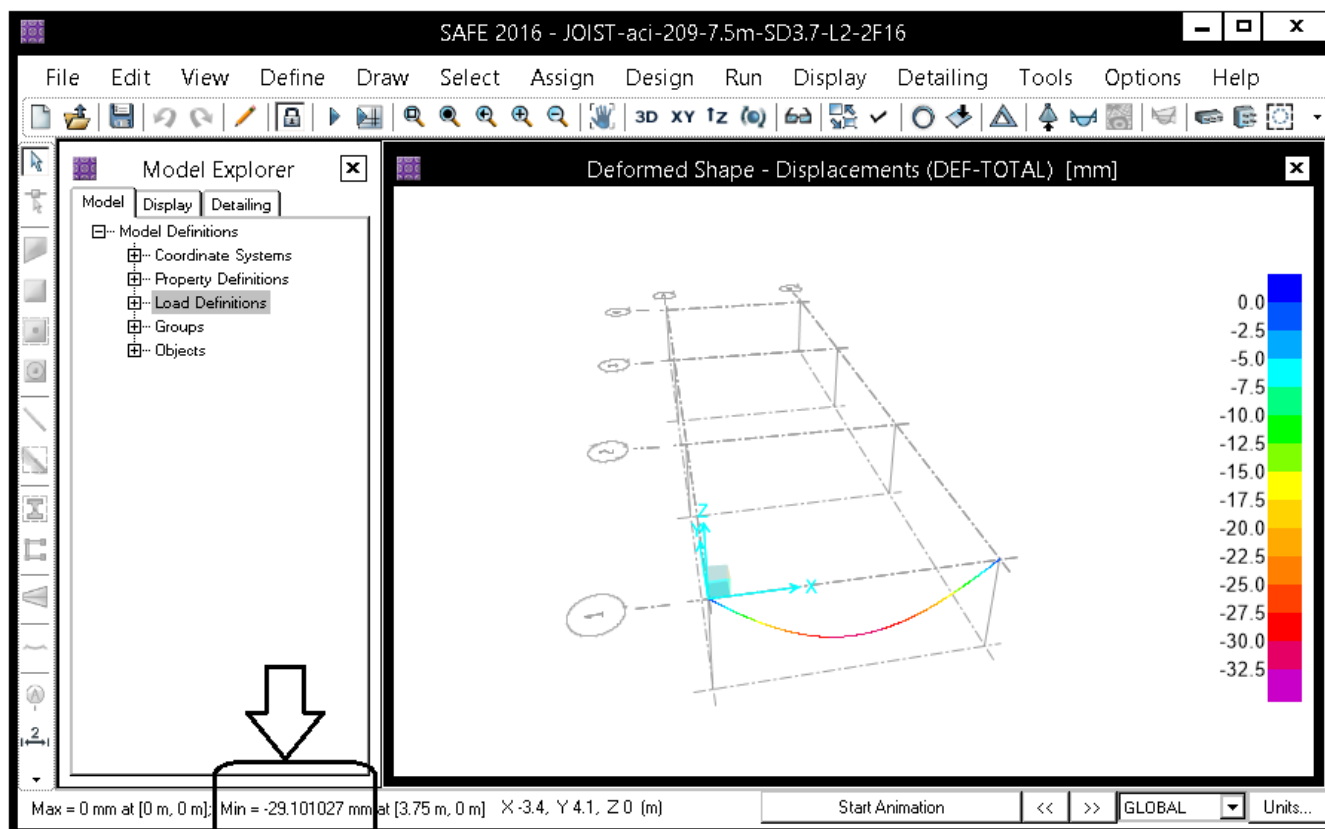 SAFE 2016 - JOIST-aci-209-7.5m-SD3.7-L2-2F16
File Edit View Define Draw Select Assign Design Run Display Detailing Tools Options Help
3D XY
Model Explorer
Model Display Detailing
Model Definitions
Coordinate Systems
Property Definitions
Load Definitions
Groups
Objects
Deformed Shape - Displacements (DEF-TOTAL) [mm]
0.0
-2.5
-5.0
-7.5
-10.0
-12.5
-15.0
-17.5
-20.0
-22.5
-25.0
-27.5
-30.0
-32.5
2
1
Z
Y
X
2
Max = 0 mm at [0 m, 0 m]; Min = -29.101027 mm at [3.75 m, 0 m] X -3.4, Y 4.1, Z 0 (m)
Start Animation << >> GLOBAL Units...